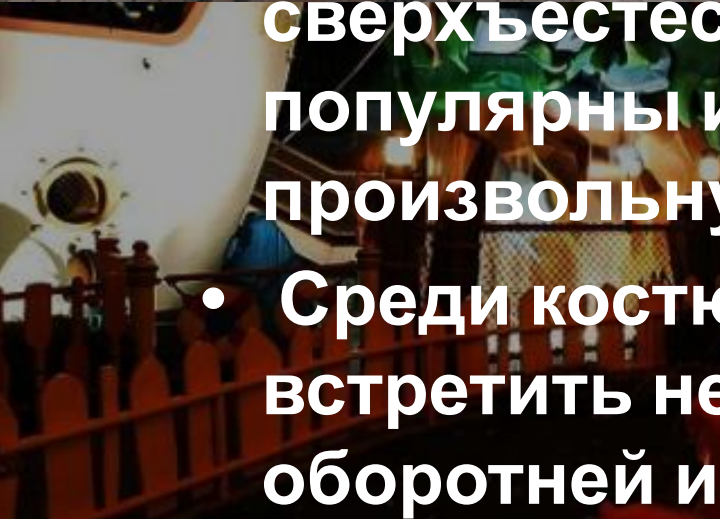 сверхъестес
популярны и
произвольну
• Среди костю
встретить не
оборотней и